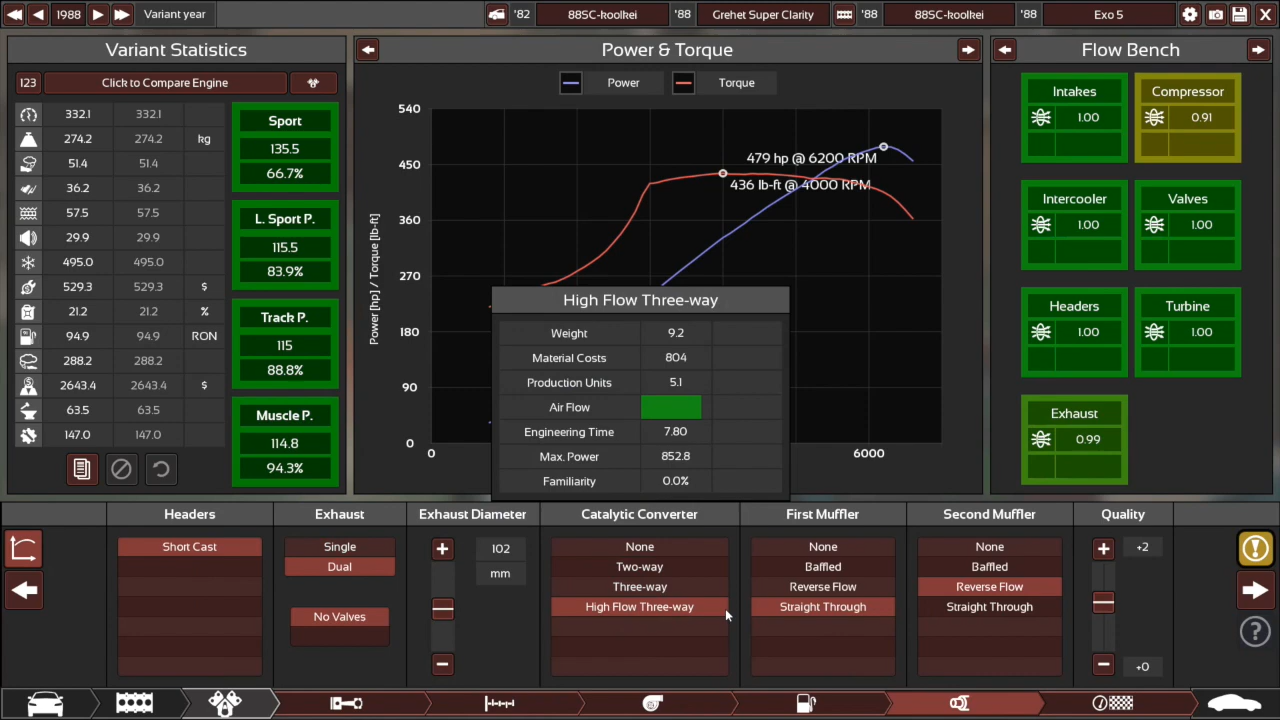 1988 Variant year '82 88SC-koolkei '88 Grehet Super Clarity '88 88SC-koolkei '88 Exo 5
Variant Statistics
123 Click to Compare Engine
332.1 332.1
274.2 274.2 kg
51.4 51.4
36.2 36.2
57.5 57.5
29.9 29.9
495.0 495.0
529.3 529.3 $
21.2 21.2 %
94.9 94.9 RON
288.2 288.2
2643.4 2643.4 $
63.5 63.5
147.0 147.0
Sport
135.5
66.7%
L. Sport P.
115.5
83.9%
Track P.
115
88.8%
Muscle P.
114.8
94.3%
Power & Torque
Power Torque
Power [hp] / Torque [lb-ft]
540
450
360
270
180
90
0
0 6000
479 hp @ 6200 RPM
436 lb-ft @ 4000 RPM
High Flow Three-way
Weight 9.2
Material Costs 804
Production Units 5.1
Air Flow
Engineering Time 7.80
Max. Power 852.8
Familiarity 0.0%
Flow Bench
Intakes
1.00
Compressor
0.91
Intercooler
1.00
Valves
1.00
Headers
1.00
Turbine
1.00
Exhaust
0.99
Headers
Short Cast
Exhaust
Single
Dual
No Valves
Exhaust Diameter
102
mm
Catalytic Converter
None
Two-way
Three-way
High Flow Three-way
First Muffler
None
Baffled
Reverse Flow
Straight Through
Second Muffler
None
Baffled
Reverse Flow
Straight Through
Quality
+2
+0